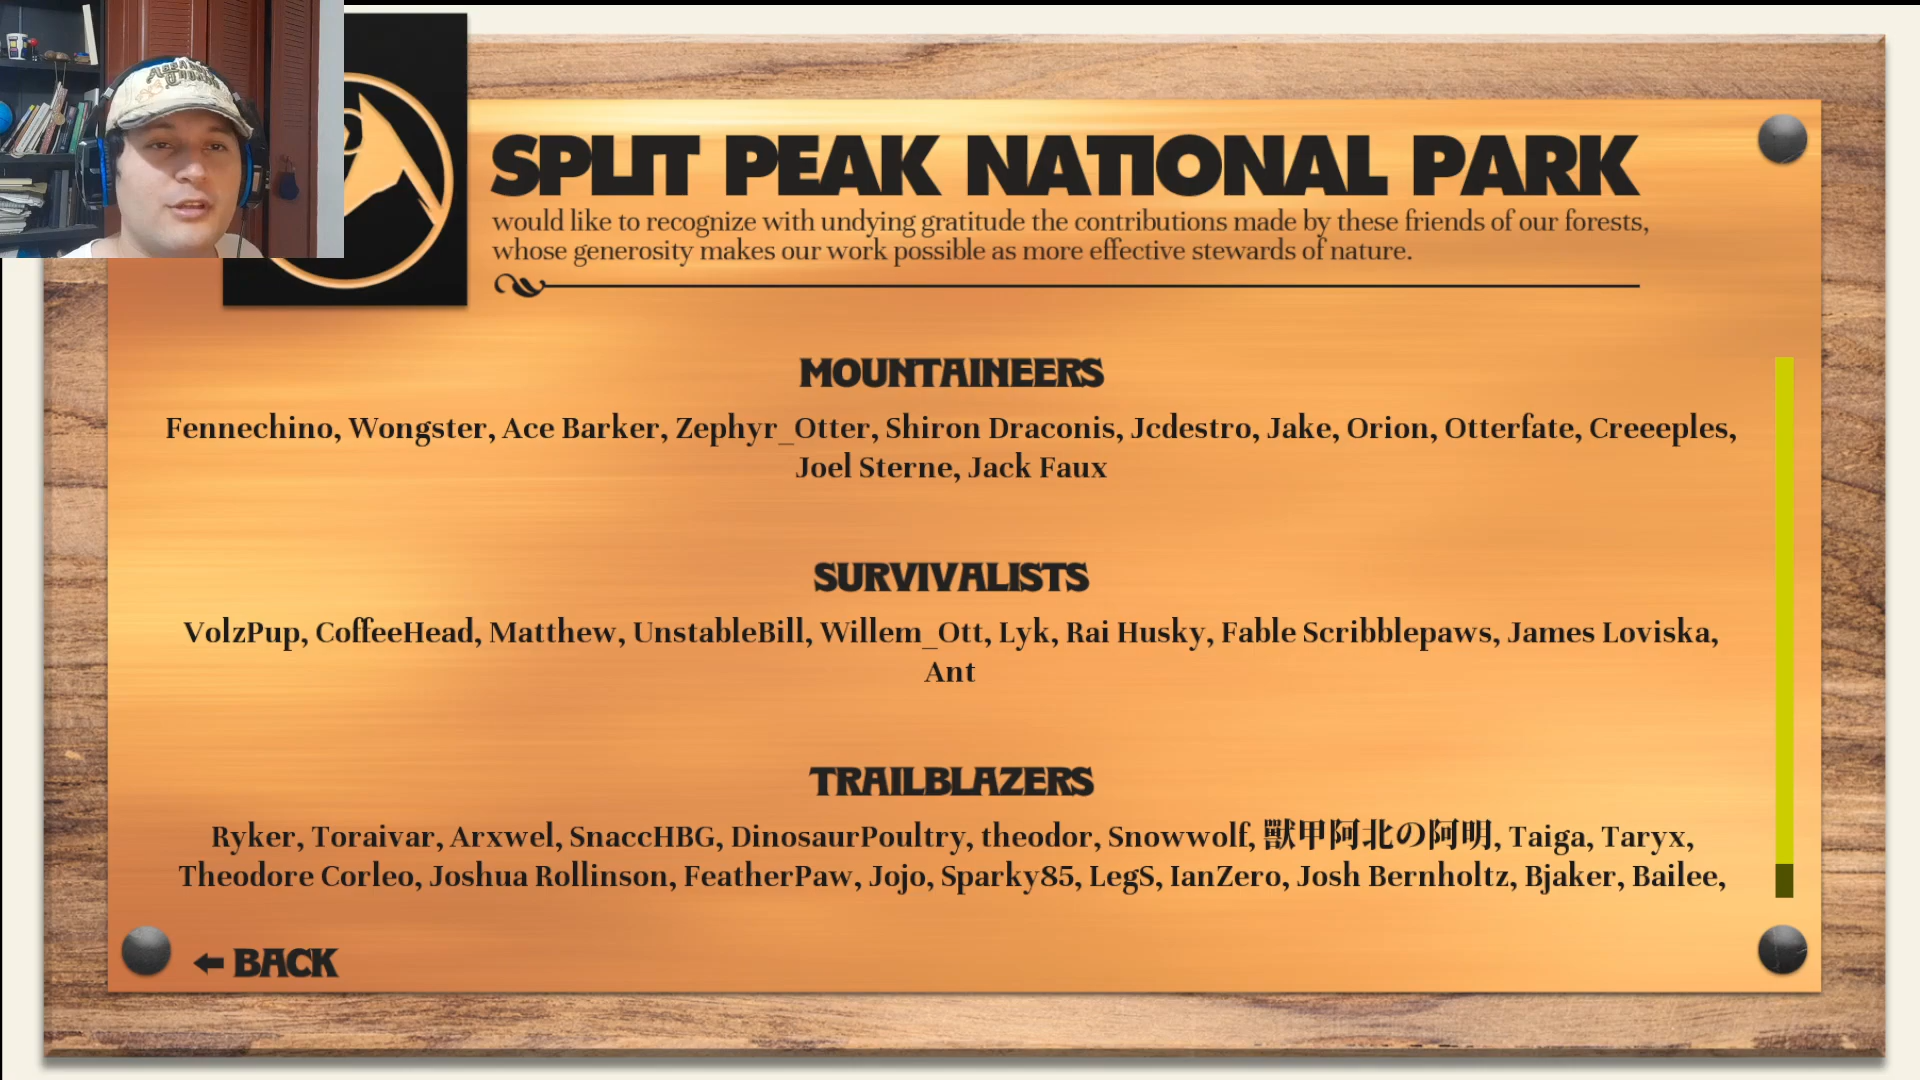 SPLIT PEAK NATIONAL PARK
would like to recognize with undying gratitude the contributions made by these friends of our forests,
whose generosity makes our work possible as more effective stewards of nature.
MOUNTAINEERS
Fennechino, Wongster, Ace Barker, Zephyr_Otter, Shiron Draconis, Jcdestro, Jake, Orion, Otterfate, Creeeples,
Joel Sterne, Jack Faux
SURVIVALISTS
VolzPup, CoffeeHead, Matthew, UnstableBill, Willem_Ott, Lyk, Rai Husky, Fable Scribblepaws, James Loviska,
Ant
TRAILBLAZERS
Ryker, Toraivar, Arxwel, SnaccHBG, DinosaurPoultry, theodor, Snowwolf, 獸甲阿北の阿明, Taiga, Taryx,
Theodore Corleo, Joshua Rollinson, FeatherPaw, Jojo, Sparky85, LegS, IanZero, Josh Bernholtz, Bjaker, Bailee,
← BACK